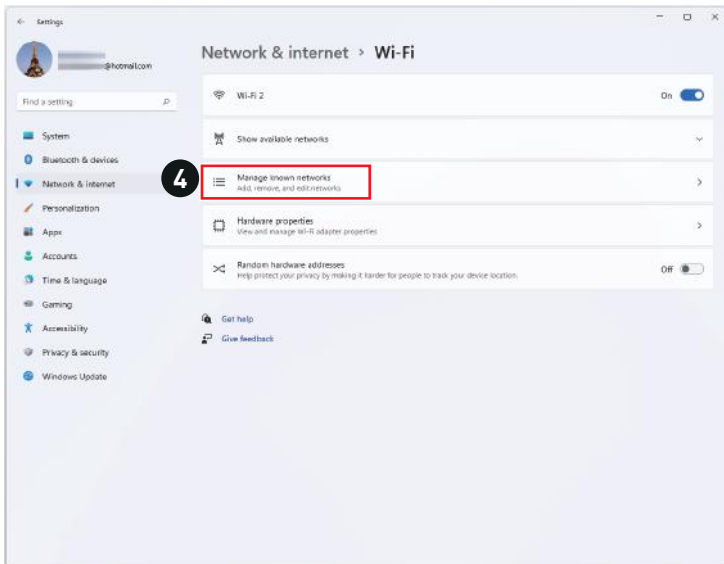 Settings
@hotmail.com
Find a setting
System
Bluetooth & devices
Network & internet
Personalization
Apps
Accounts
Time & language
Gaming
Accessibility
Privacy & security
Windows Update
Network & internet › Wi-Fi
Wi-Fi 2
On
Show available networks
4
Manage known networks
Add, remove, and edit networks
Hardware properties
View and manage Wi-Fi adapter properties
Random hardware addresses
Help protect your privacy by making it harder for people to track your device location.
Off
Get help
Give feedback